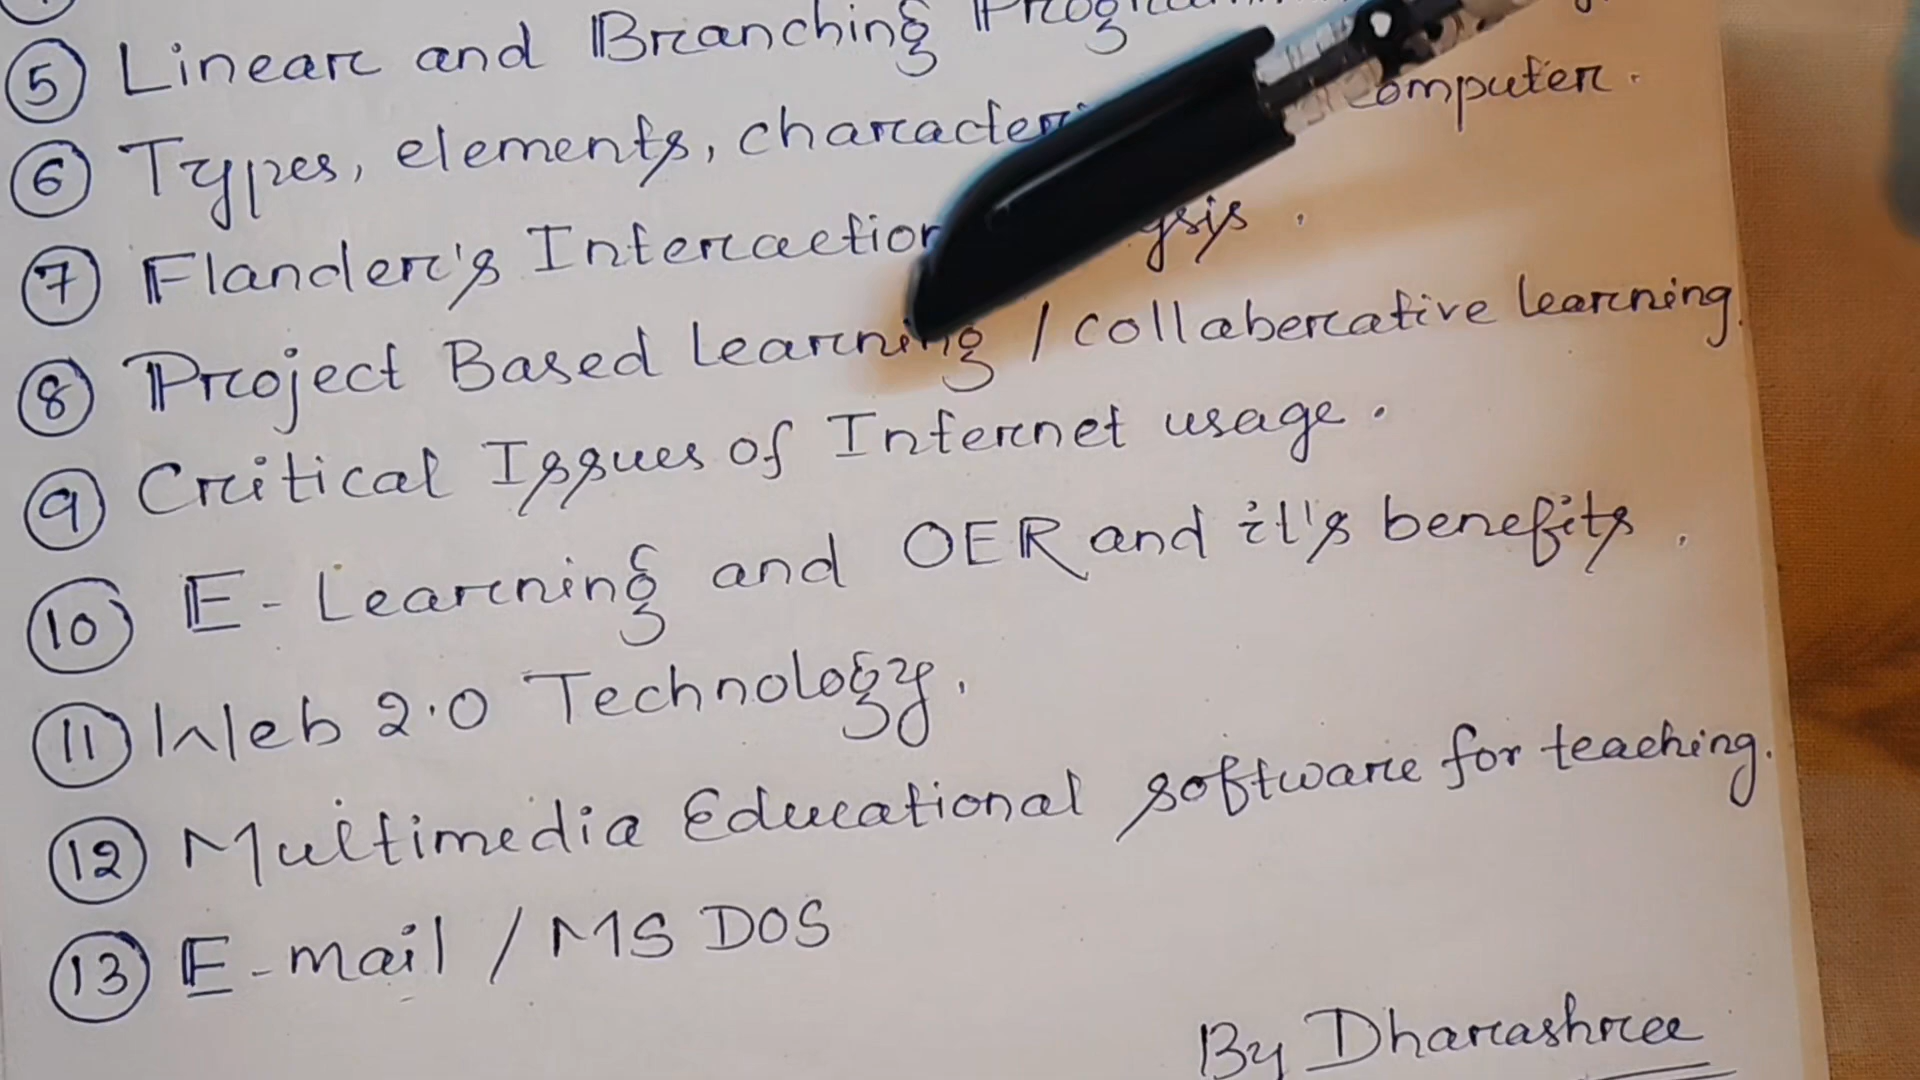 5 Linear and Branching
6 Types, elements, computer.
7 Flander's Interaction
8 Project Based Learning / collaberative learning.
9 Critical Issues of Internet usage.
10 E-Learning and OER and it's benefits.
11 Web 2.0 Technology.
12 Multimedia Educational software for teaching.
13 E-mail / MS DOS
By Dharashree